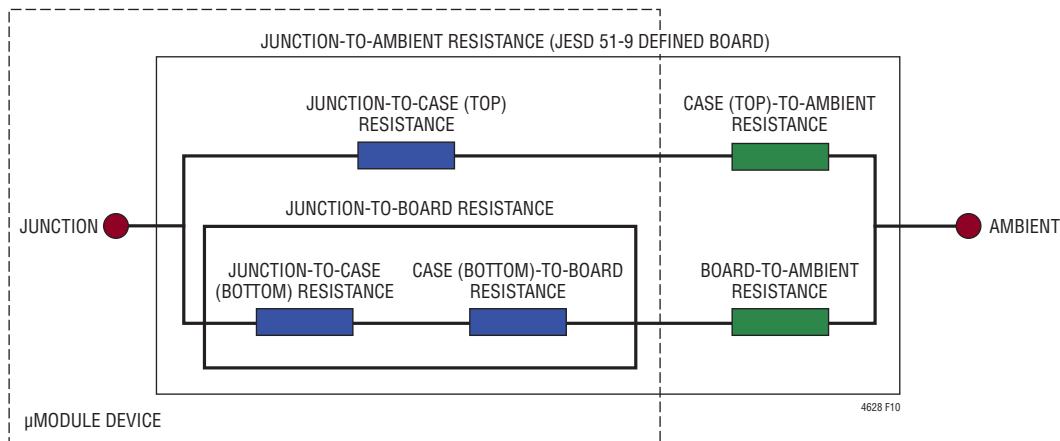 JUNCTION-TO-AMBIENT RESISTANCE (JESD 51-9 DEFINED BOARD)
JUNCTION-TO-CASE (TOP)
RESISTANCE
CASE (TOP)-TO-AMBIENT
RESISTANCE
JUNCTION-TO-BOARD RESISTANCE
JUNCTION
AMBIENT
JUNCTION-TO-CASE
(BOTTOM) RESISTANCE
CASE (BOTTOM)-TO-BOARD
RESISTANCE
BOARD-TO-AMBIENT
RESISTANCE
4628 F10
µMODULE DEVICE